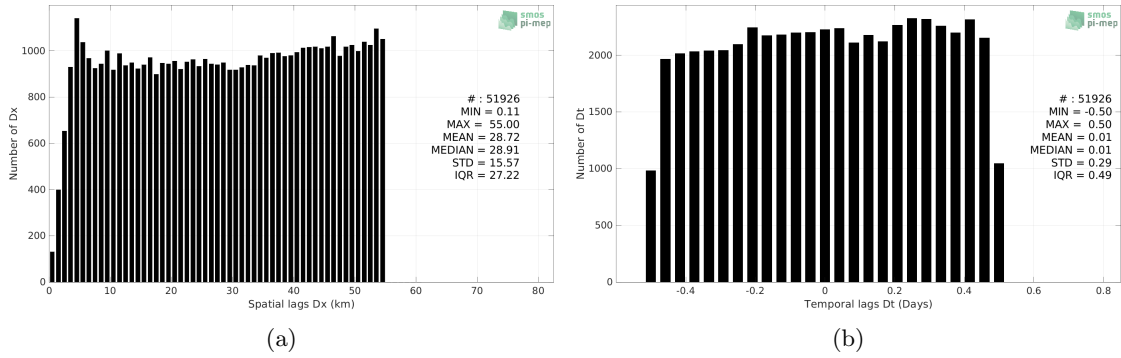 smos
pi-mep
1000
800
600
400
200
0
Number of Dx
# : 51926
MIN = 0.11
MAX = 55.00
MEAN = 28.72
MEDIAN = 28.91
STD = 15.57
IQR = 27.22
0 10 20 30 40 50 60 70 80
Spatial lags Dx (km)
(a)
smos
pi-mep
2000
1500
1000
500
0
Number of Dt
# : 51926
MIN = -0.50
MAX = 0.50
MEAN = 0.01
MEDIAN = 0.01
STD = 0.29
IQR = 0.49
-0.4 -0.2 0 0.2 0.4 0.6 0.8
Temporal lags Dt (Days)
(b)